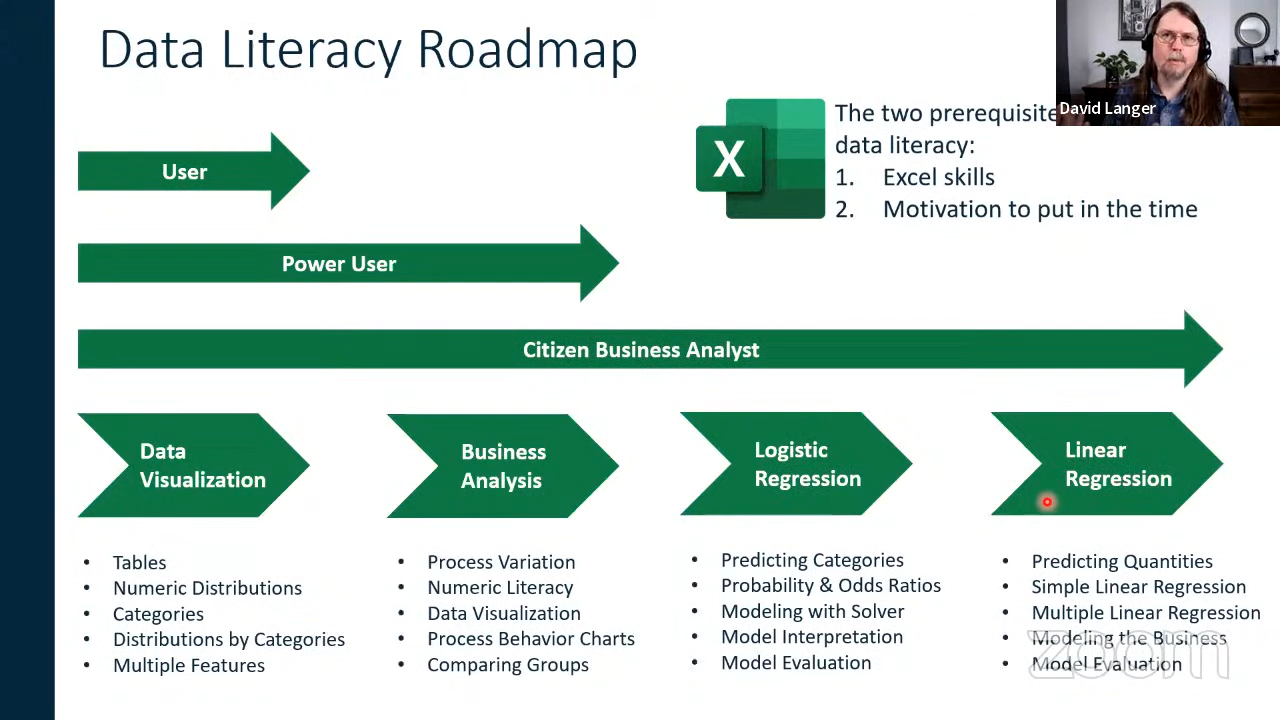 Data Literacy Roadmap
David Langer
The two prerequisite
data literacy:
1. Excel skills
2. Motivation to put in the time
X
User
Power User
Citizen Business Analyst
Data
Visualization
• Tables
• Numeric Distributions
• Categories
• Distributions by Categories
• Multiple Features
Business
Analysis
• Process Variation
• Numeric Literacy
• Data Visualization
• Process Behavior Charts
• Comparing Groups
Logistic
Regression
• Predicting Categories
• Probability & Odds Ratios
• Modeling with Solver
• Model Interpretation
• Model Evaluation
Linear
Regression
• Predicting Quantities
• Simple Linear Regression
• Multiple Linear Regression
• Modeling the Business
• Model Evaluation
zoom